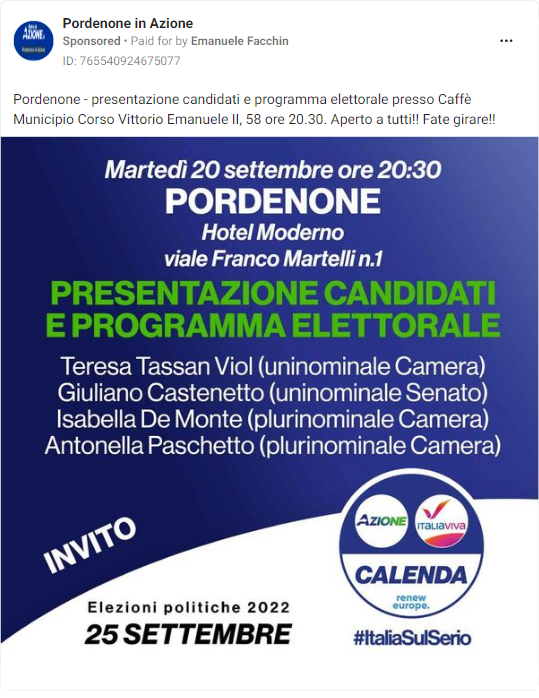 Pordenone in Azione
Sponsored • Paid for by Emanuele Facchin
ID: 765540924675077
Pordenone - presentazione candidati e programma elettorale presso Caffè
Municipio Corso Vittorio Emanuele II, 58 ore 20.30. Aperto a tutti!! Fate girare!!
Martedì 20 settembre ore 20:30
PORDENONE
Hotel Moderno
viale Franco Martelli n.1
PRESENTAZIONE CANDIDATI
E PROGRAMMA ELETTORALE
Teresa Tassan Viol (uninominale Camera)
Giuliano Castenetto (uninominale Senato)
Isabella De Monte (plurinominale Camera)
Antonella Paschetto (plurinominale Camera)
INVITO
AZIONE
ITALIAVIVA
CALENDA
renew
europe.
Elezioni politiche 2022
25 SETTEMBRE
#ItaliaSulSerio